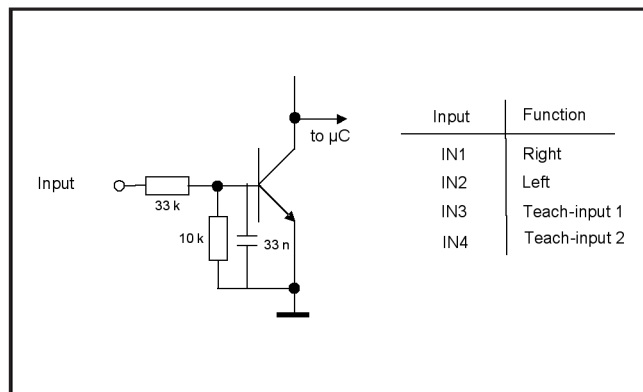 to µC
Input
33 k
10 k
33 n
Input Function
IN1 Right
IN2 Left
IN3 Teach-input 1
IN4 Teach-input 2